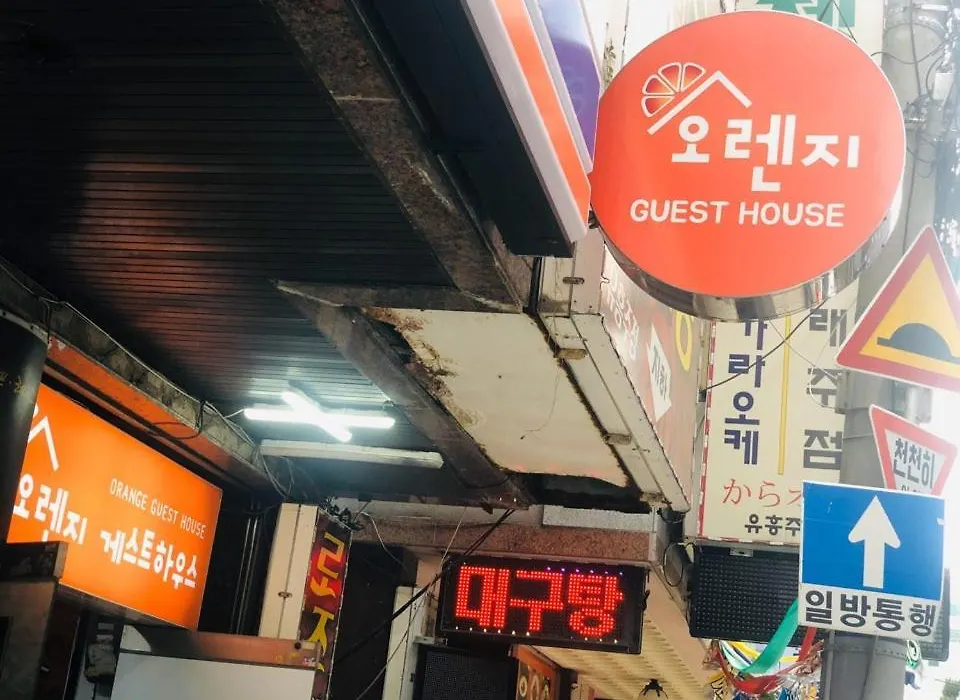 오렌지
GUEST HOUSE
ORANGE GUEST HOUSE
오렌지 게스트하우스
대구탕
가라오케
래주점
から
유흥주
천천히
일방통행